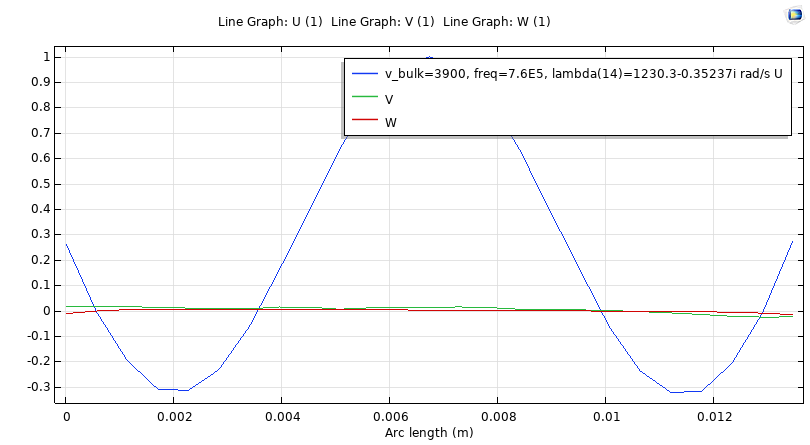 Line Graph: U (1)  Line Graph: V (1)  Line Graph: W (1)
1
0.9
0.8
0.7
0.6
0.5
0.4
0.3
0.2
0.1
0
-0.1
-0.2
-0.3
v_bulk=3900, freq=7.6E5, lambda(14)=1230.3-0.35237i rad/s U
V
W
0 0.002 0.004 0.006 0.008 0.01 0.012
Arc length (m)